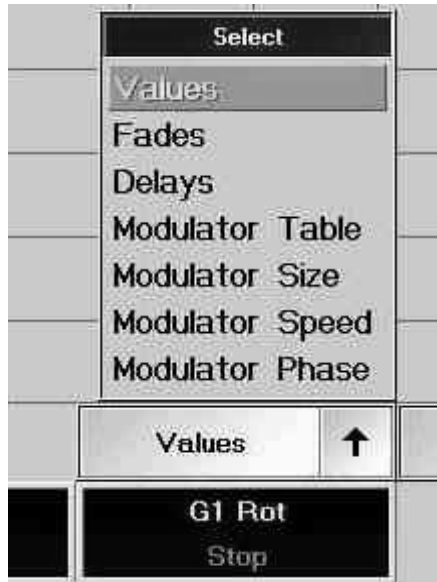 Select
Values
Fades
Delays
Modulator Table
Modulator Size
Modulator Speed
Modulator Phase
Values
G1 Rot
Stop